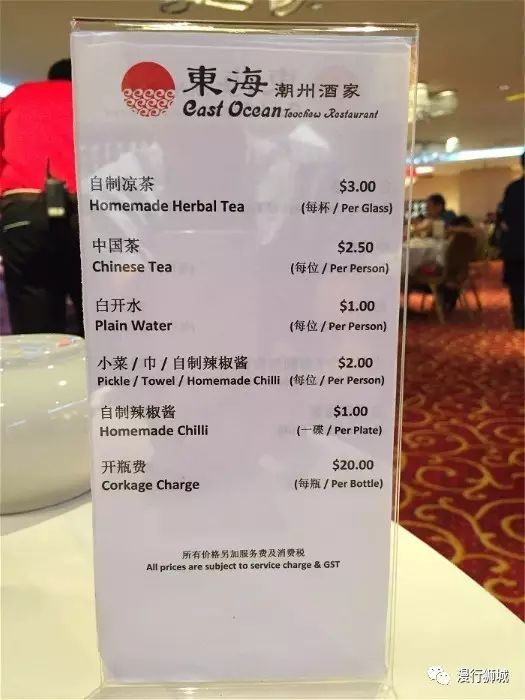 東海 潮州酒家
East Ocean Teochew Restaurant
自制凉茶 $3.00
Homemade Herbal Tea (每杯 / Per Glass)
中国茶 $2.50
Chinese Tea (每位 / Per Person)
白开水 $1.00
Plain Water (每位 / Per Person)
小菜 / 巾 / 自制辣椒酱 $2.00
Pickle / Towel / Homemade Chilli (每位 / Per Person)
自制辣椒酱 $1.00
Homemade Chilli (一碟 / Per Plate)
开瓶费 $20.00
Corkage Charge (每瓶 / Per Bottle)
所有价格另加服务费及消费税
All prices are subject to service charge & GST
漫行狮城